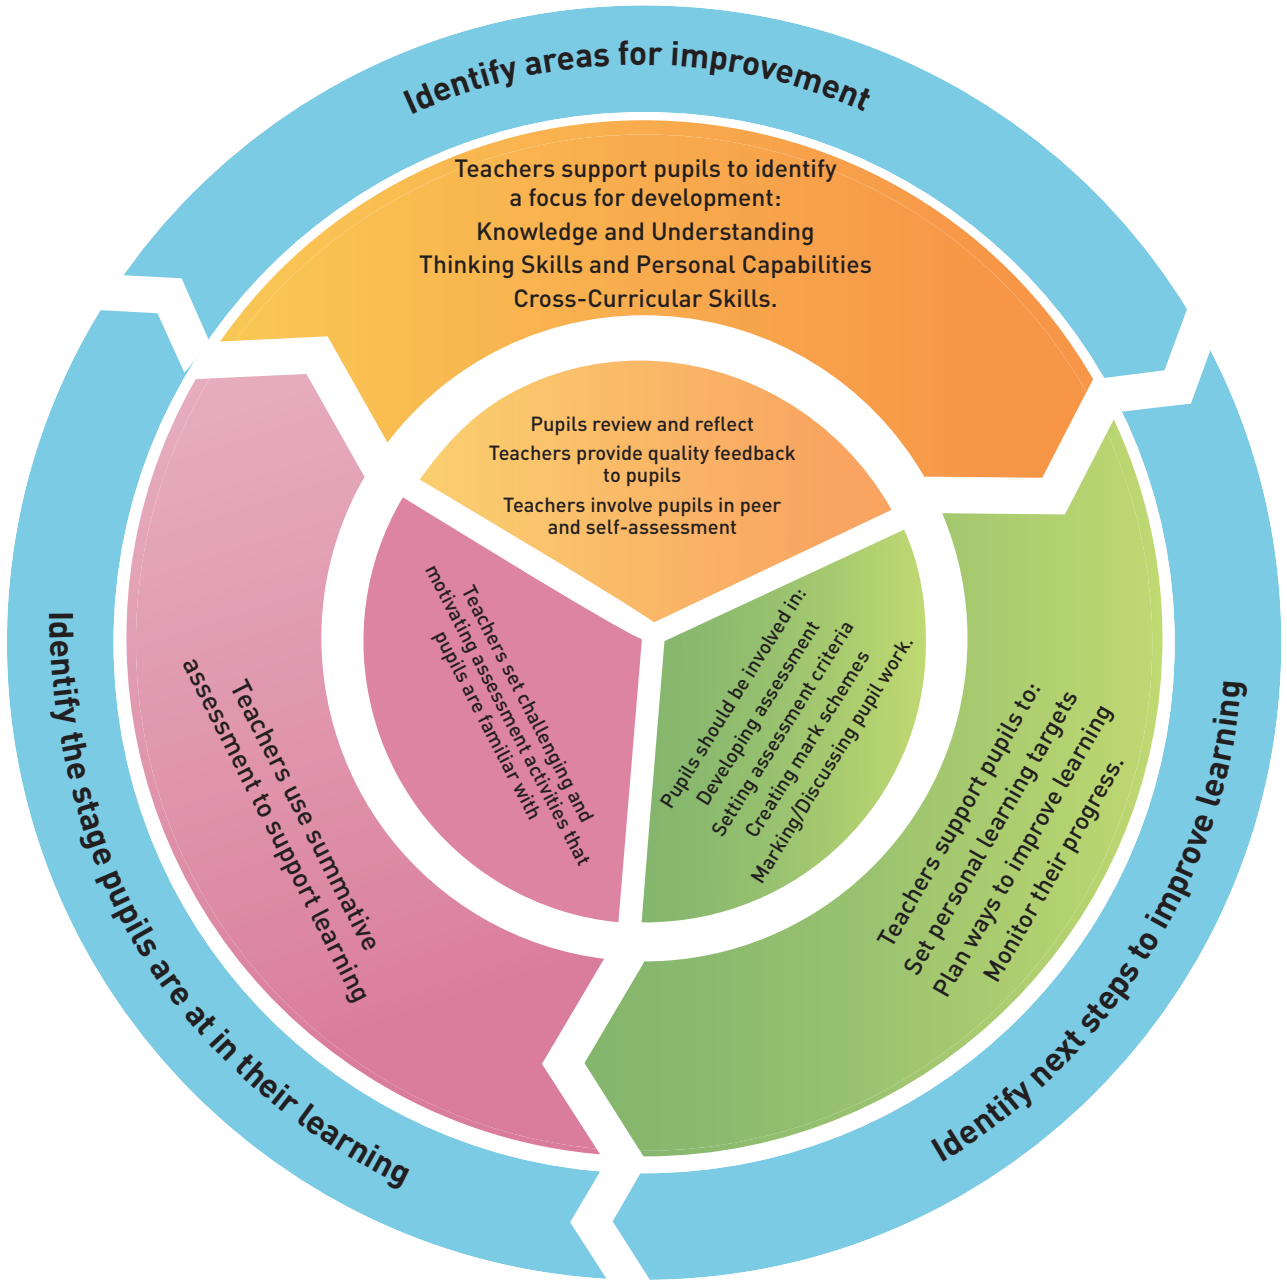 Identify areas for improvement
Teachers support pupils to identify
a focus for development:
Knowledge and Understanding
Thinking Skills and Personal Capabilities
Cross-Curricular Skills.
Pupils review and reflect
Teachers provide quality feedback
to pupils
Teachers involve pupils in peer
and self-assessment
Identify next steps to improve learning
Teachers support pupils to:
Set personal learning targets
Plan ways to improve learning
Monitor their progress.
Pupils should be involved in:
Developing assessment
Setting assessment criteria
Creating mark schemes
Marking/Discussing pupil work.
Identify the stage pupils are at in their learning
Teachers use summative
assessment to support learning
Teachers set challenging and
motivating assessment activities that
pupils are familiar with